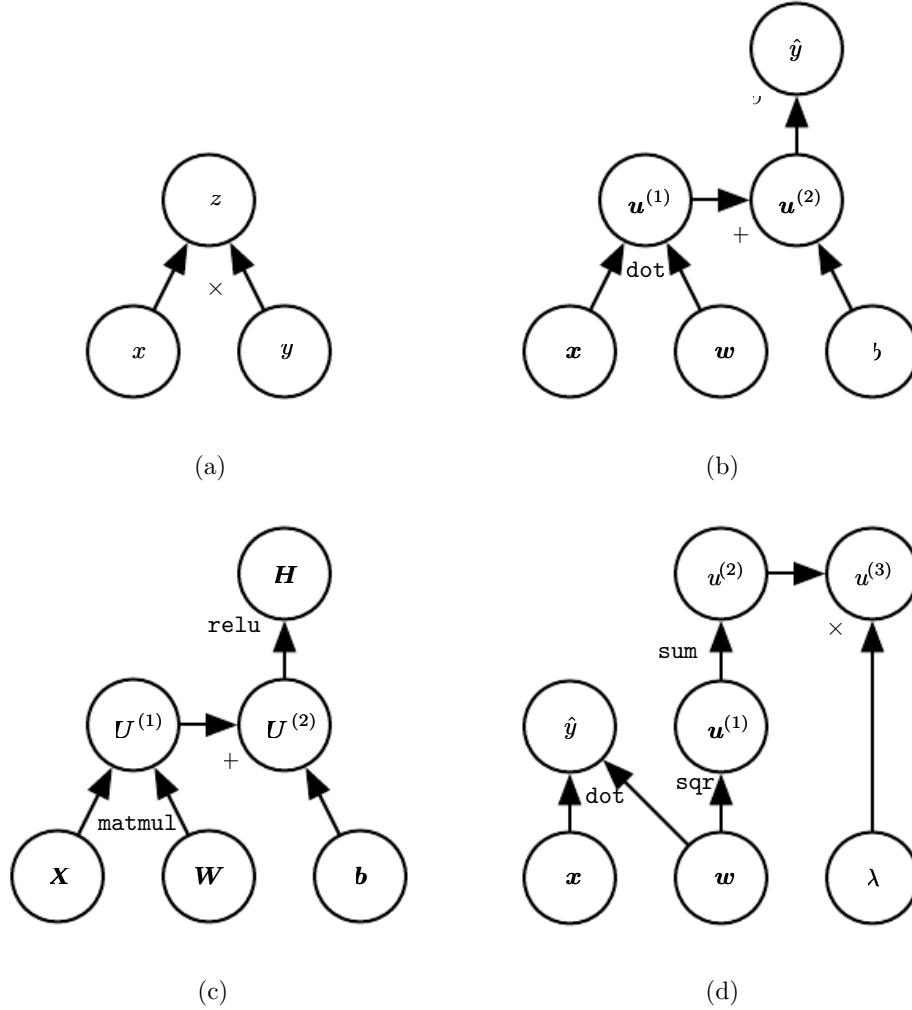 ŷ
z
u(1) u(2)
+
×
dot
x y
x w
(a) (b)
H
u(2) u(3)
relu
×
sum
U(1) U(2)
ŷ u(1)
+
sqr
dot
matmul
X W b
x w λ
(c) (d)